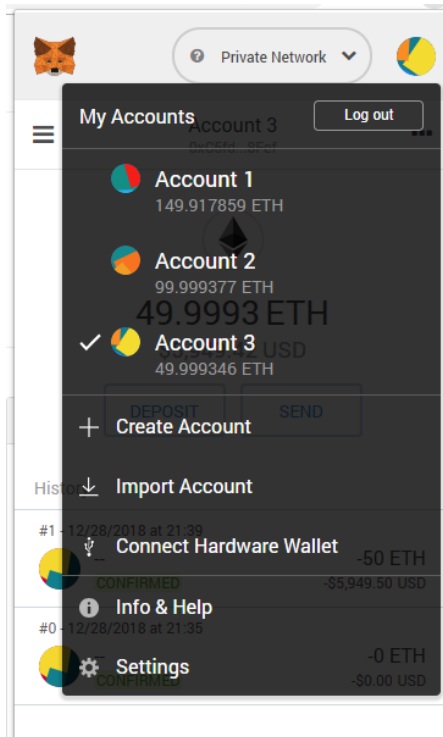 Private Network
My Accounts
Log out
Account 3
0xC5fd...8Fef
Account 1
149.917859 ETH
Account 2
99.999377 ETH
49.9993 ETH
Account 3
49.999346 ETH
USD
DEPOSIT
SEND
Create Account
Import Account
#1 - 12/28/2018 at 21:39
Connect Hardware Wallet
-50 ETH
CONFIRMED
-$5,949.50 USD
Info & Help
#0 - 12/28/2018 at 21:35
-0 ETH
Settings
CONFIRMED
-$0.00 USD